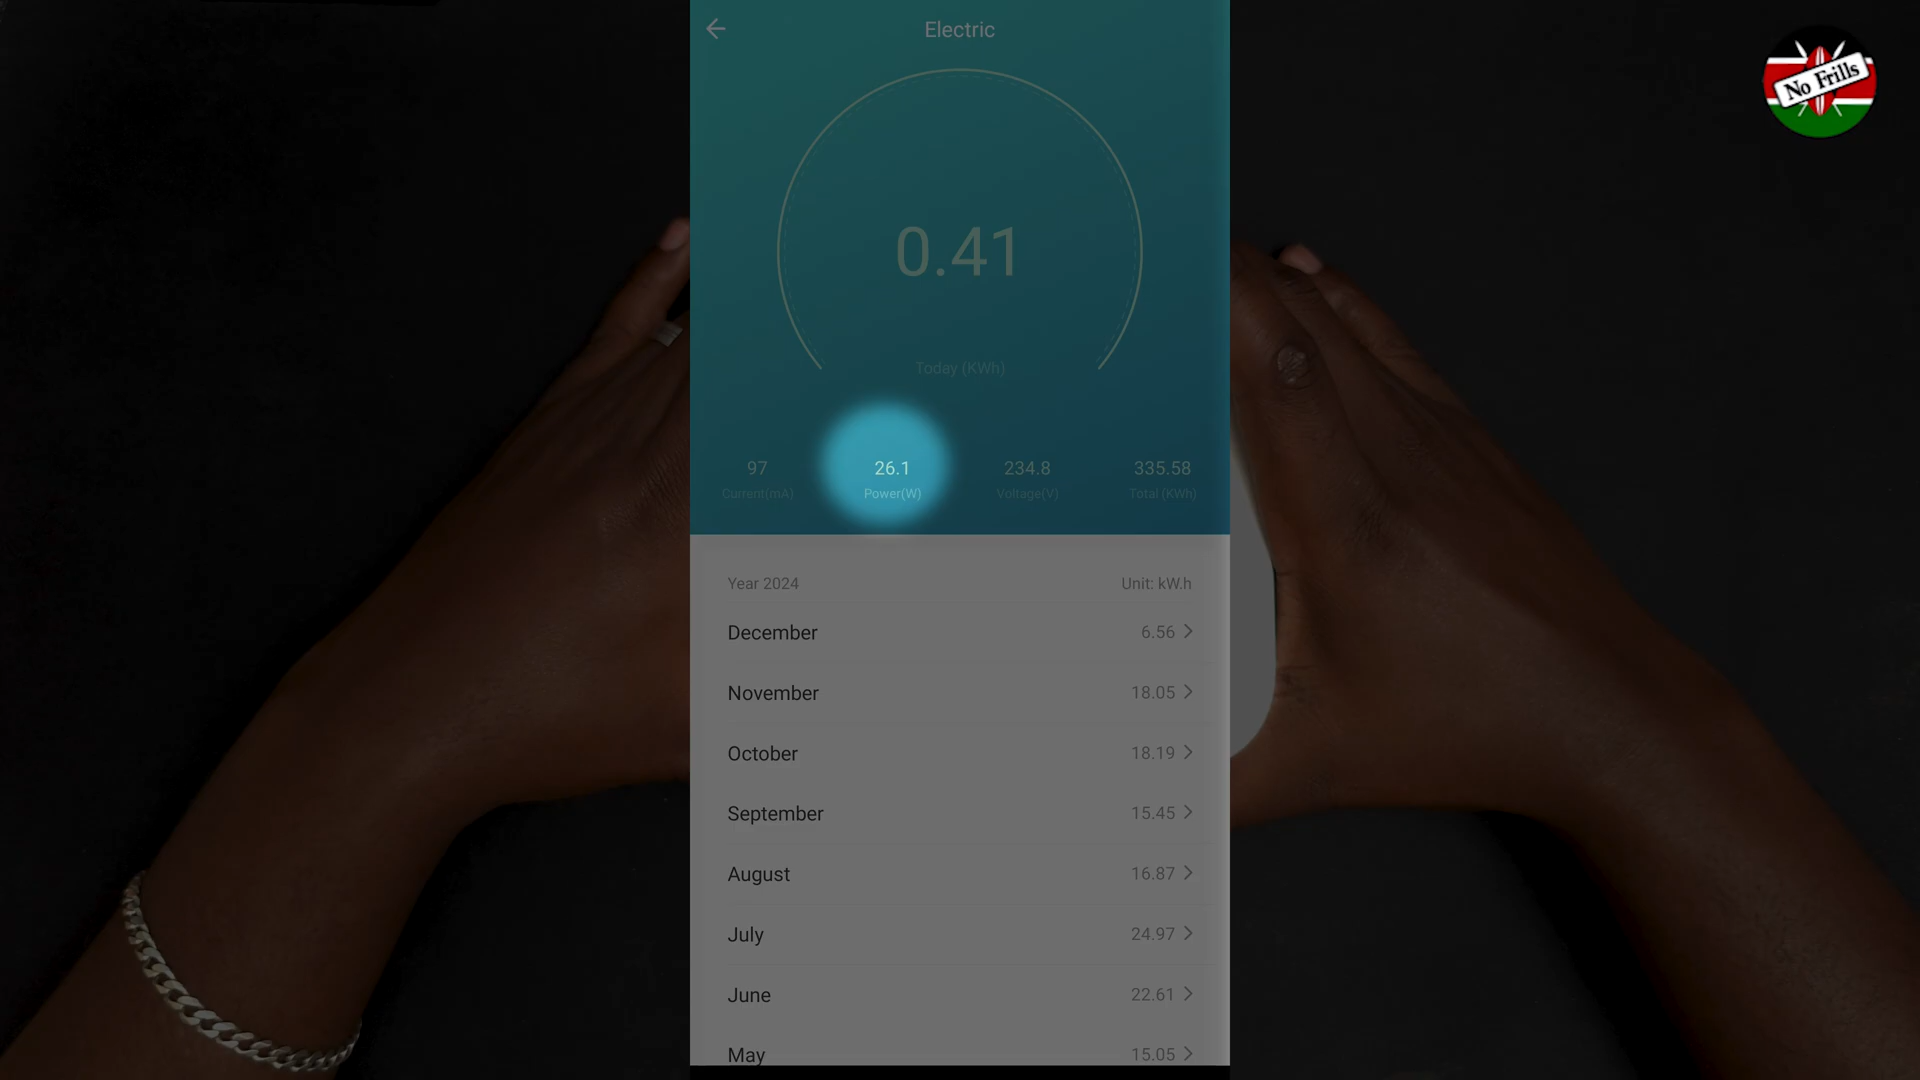 Electric
No Frills
0.41
Today (KWh)
97 26.1 234.8 335.58
Current(mA) Power(W) Voltage(V) Total (KWh)
Year 2024 Unit: kW.h
December 6.56
November 18.05
October 18.19
September 15.45
August 16.87
July 24.97
June 22.61
May 15.05